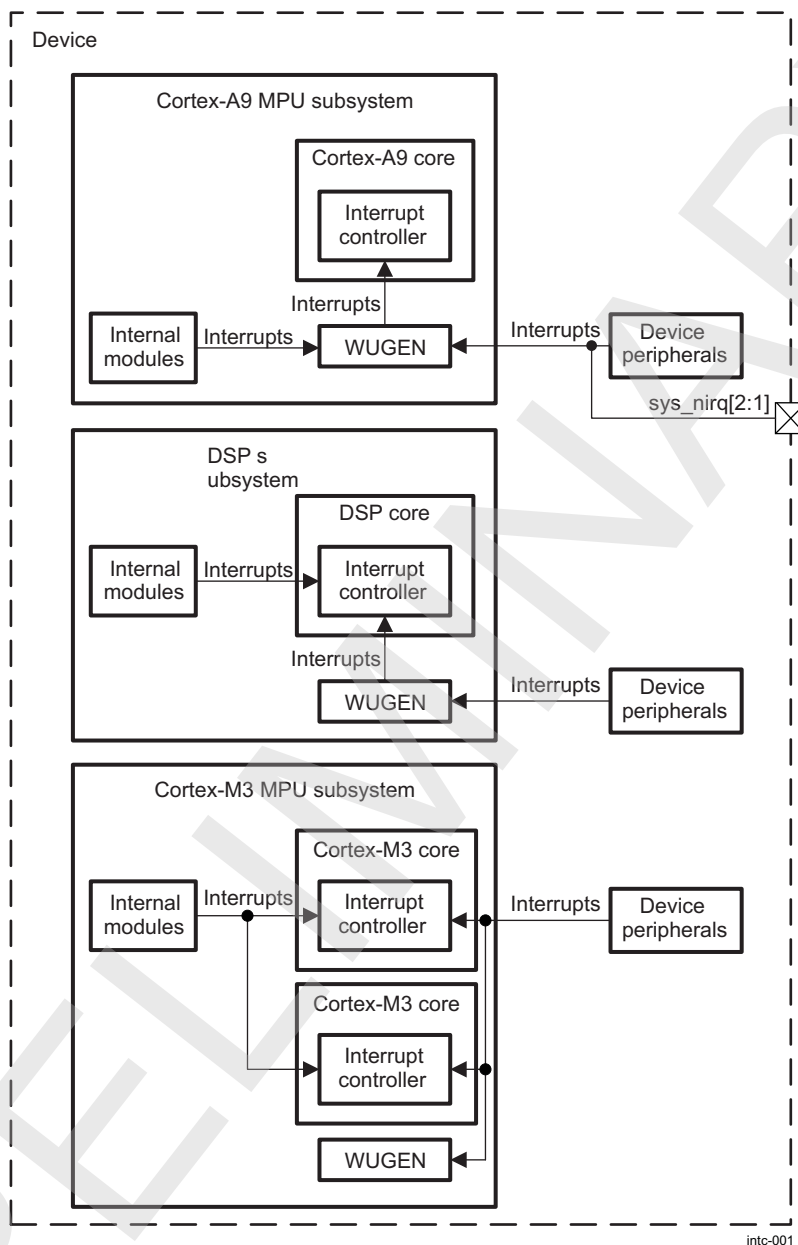 Device
Cortex-A9 MPU subsystem
Cortex-A9 core
Interrupt
controller
Interrupts
Internal
modules
Interrupts
WUGEN
Interrupts
Device
peripherals
sys_nirq[2:1]
DSP s
ubsystem
DSP core
Internal
modules
Interrupts
Interrupt
controller
Interrupts
WUGEN
Interrupts
Device
peripherals
Cortex-M3 MPU subsystem
Cortex-M3 core
Internal
modules
Interrupts
Interrupt
controller
Interrupts
Device
peripherals
Cortex-M3 core
Interrupt
controller
WUGEN
intc-001